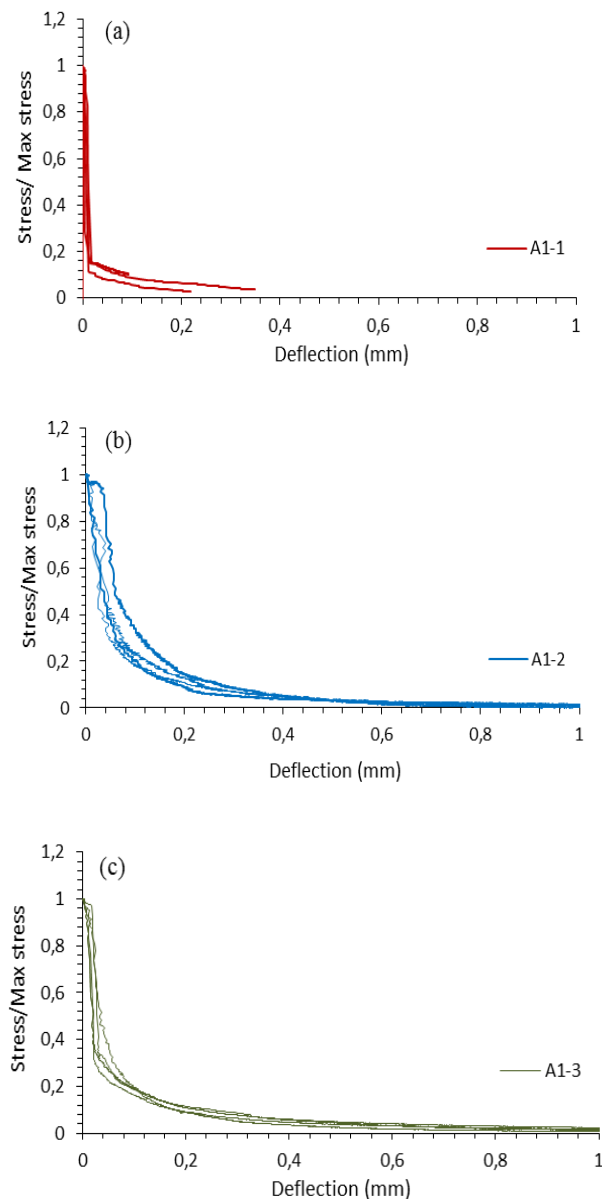 (a)
1,2
1
0,8
0,6
0,4
0,2
0
Stress/ Max stress
A1-1
0 0,2 0,4 0,6 0,8 1
Deflection (mm)
(b)
1,2
1
0,8
0,6
0,4
0,2
0
Stress/Max stress
A1-2
0 0,2 0,4 0,6 0,8 1
Deflection (mm)
(c)
1,2
1
0,8
0,6
0,4
0,2
0
Stress/Max stress
A1-3
0 0,2 0,4 0,6 0,8 1
Deflection (mm)